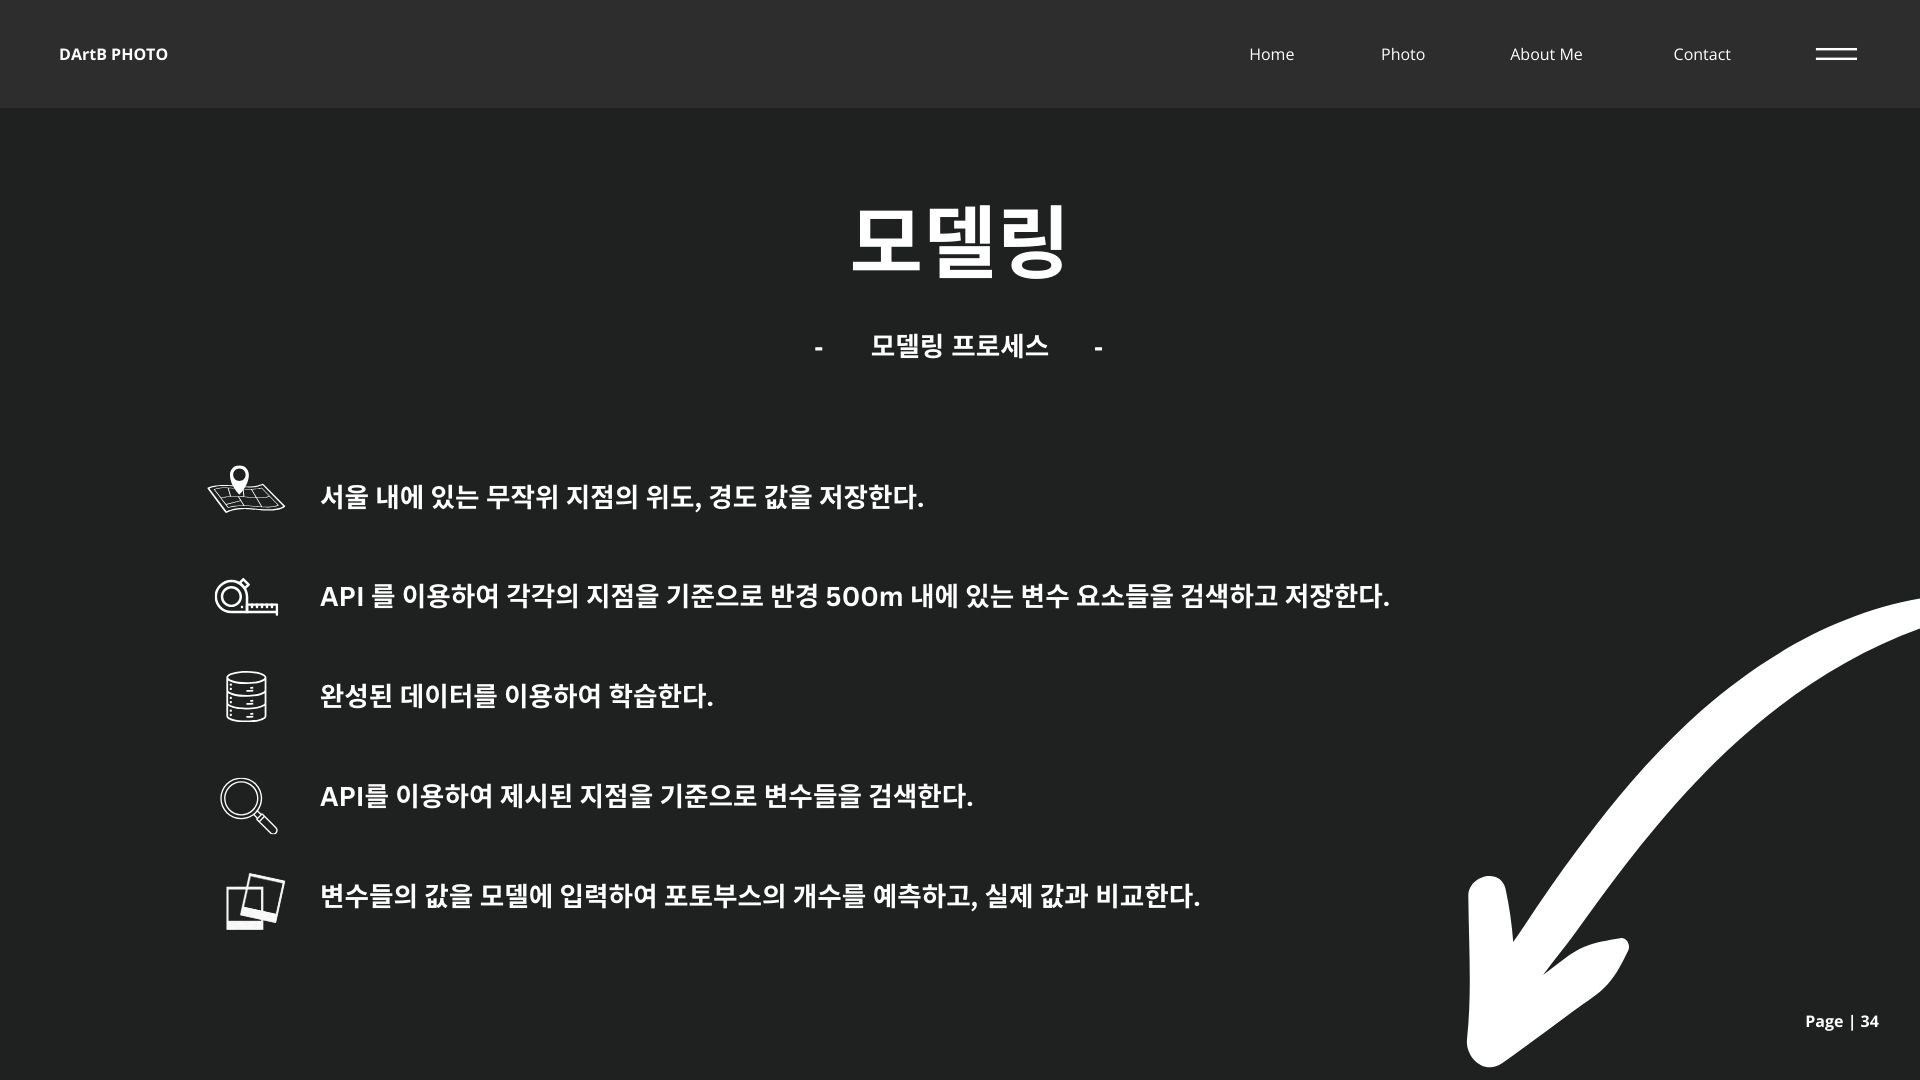 DArtB PHOTO
Home
Photo
About Me
Contact
모델링
- 모델링 프로세스 -
서울 내에 있는 무작위 지점의 위도, 경도 값을 저장한다.
API 를 이용하여 각각의 지점을 기준으로 반경 500m 내에 있는 변수 요소들을 검색하고 저장한다.
완성된 데이터를 이용하여 학습한다.
API를 이용하여 제시된 지점을 기준으로 변수들을 검색한다.
변수들의 값을 모델에 입력하여 포토부스의 개수를 예측하고, 실제 값과 비교한다.
Page | 34